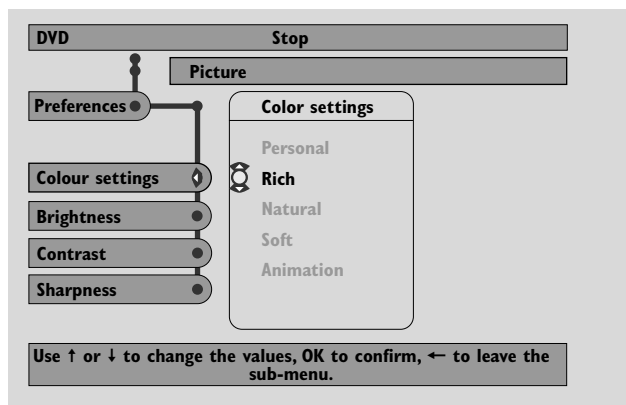 DVD Stop
Picture
Preferences
Color settings
Personal
Colour settings
Rich
Brightness
Natural
Soft
Contrast
Animation
Sharpness
Use ↑ or ↓ to change the values, OK to confirm, ← to leave the
sub-menu.